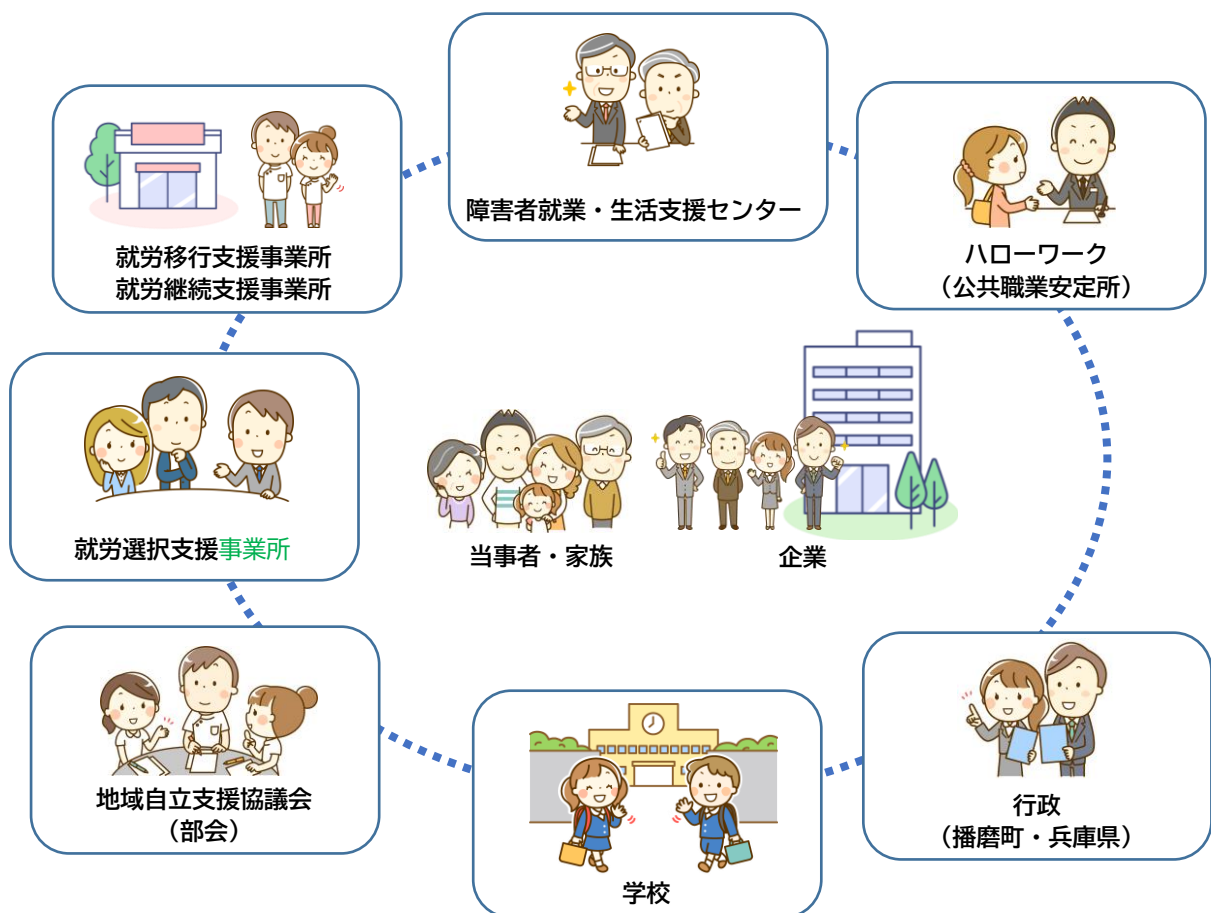 障害者就業・生活支援センター
就労移行支援事業所
就労継続支援事業所
ハローワーク
（公共職業安定所）
就労選択支援事業所
当事者・家族
企業
地域自立支援協議会
（部会）
学校
行政
（播磨町・兵庫県）